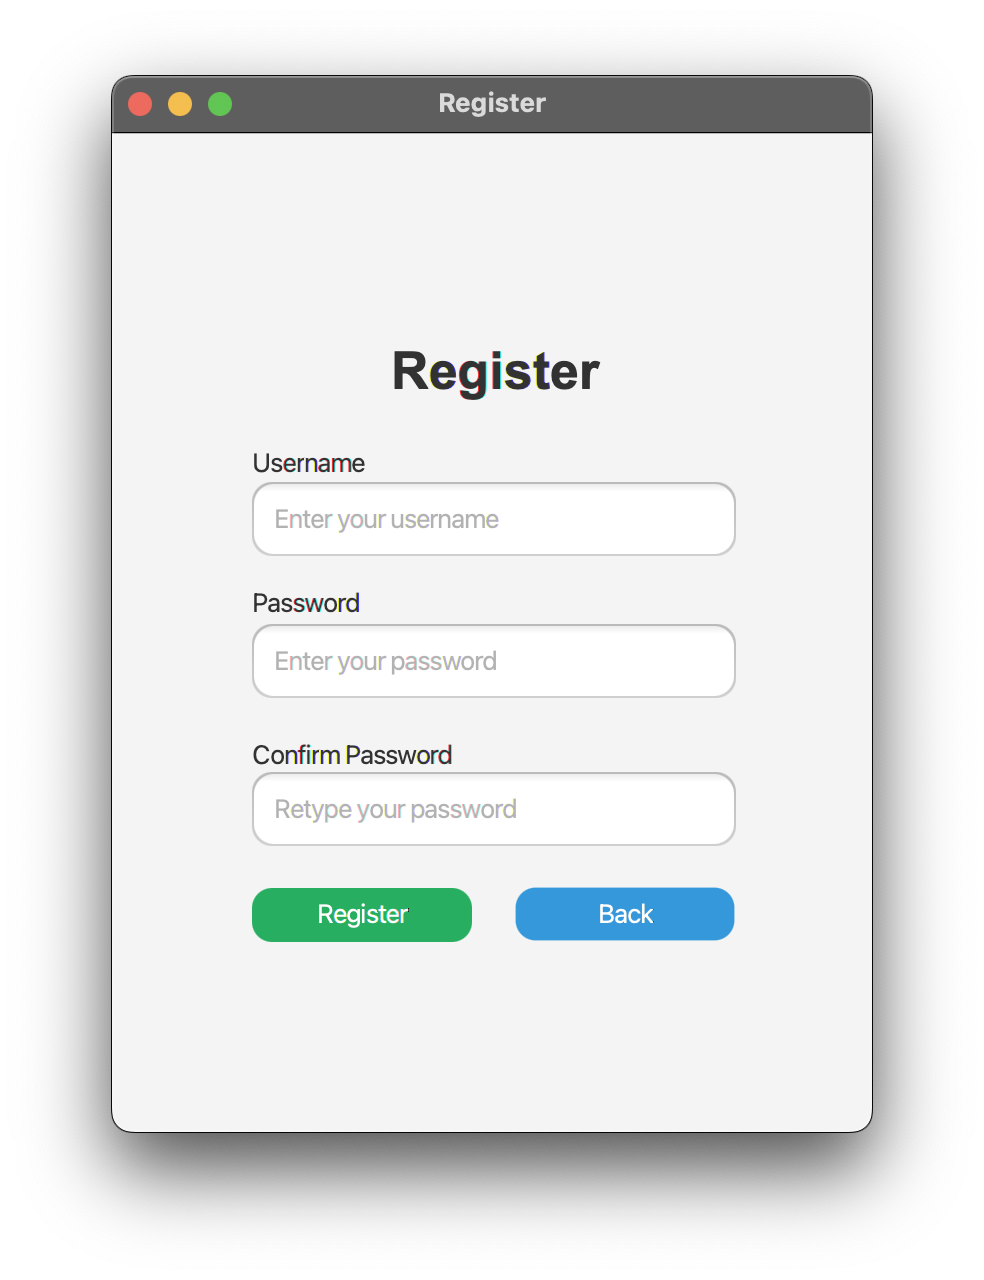 Register
Register
Username
Enter your username
Password
Enter your password
Confirm Password
Retype your password
Register
Back